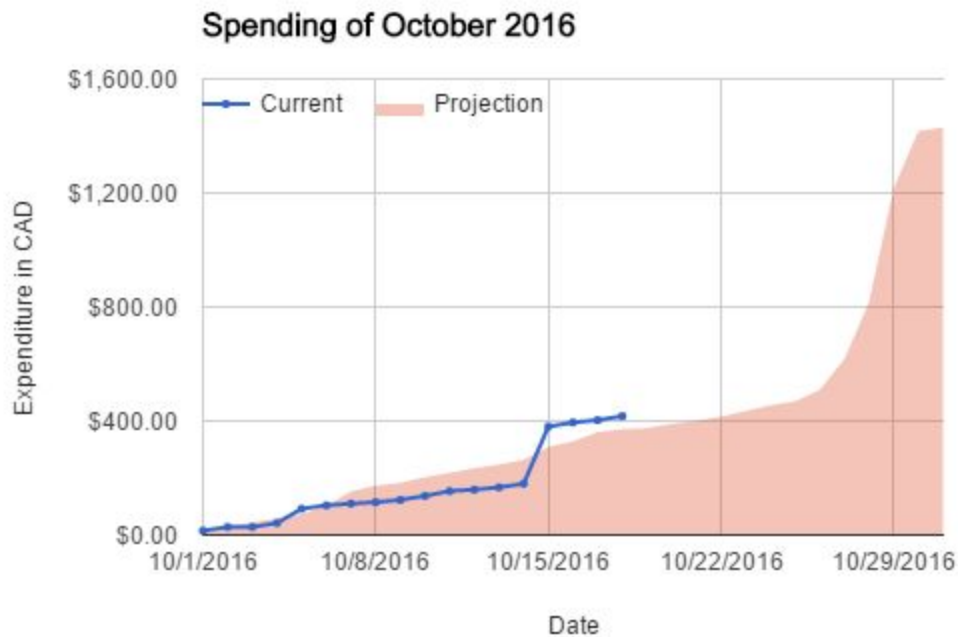 Spending of October 2016
$1,600.00
Current
Projection
$1,200.00
$800.00
$400.00
$0.00
Expenditure in CAD
10/1/2016
10/8/2016
10/15/2016
10/22/2016
10/29/2016
Date